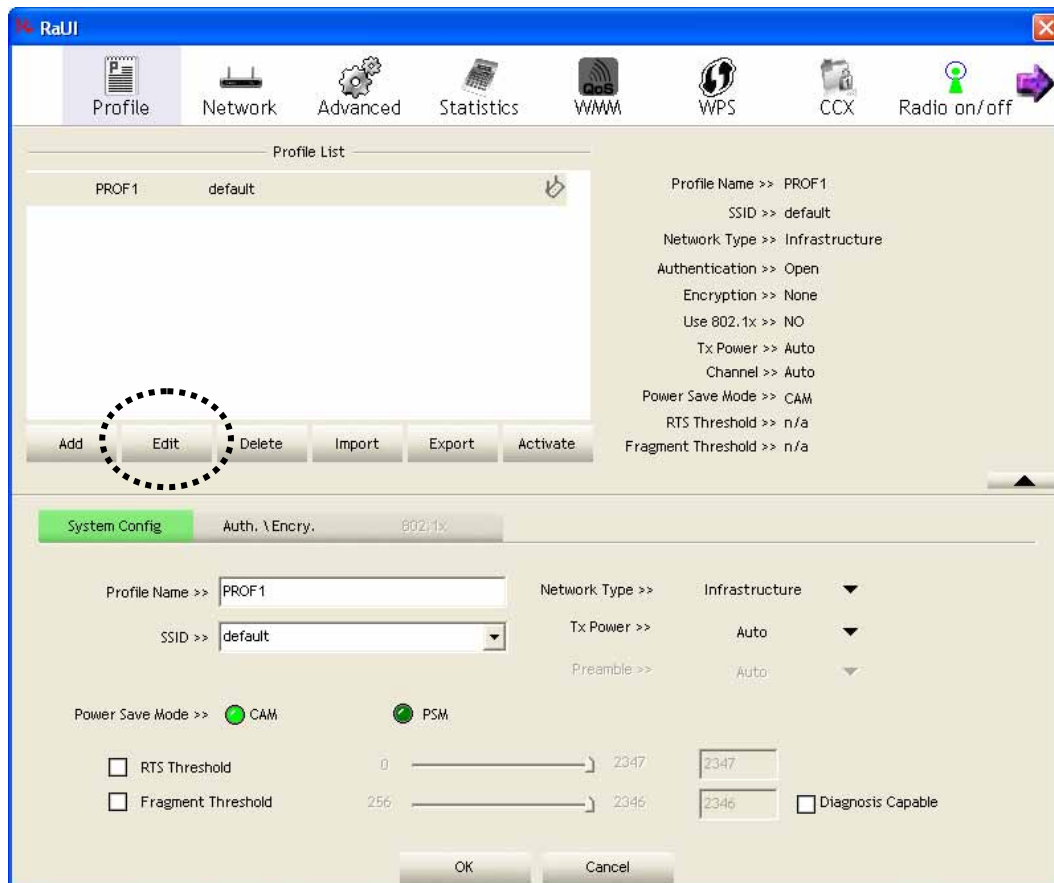 RaUI
Profile Network Advanced Statistics QoS WMM WPS CCX Radio on/off
Profile List
PROF1 default
Profile Name >> PROF1
SSID >> default
Network Type >> Infrastructure
Authentication >> Open
Encryption >> None
Use 802.1x >> NO
Tx Power >> Auto
Channel >> Auto
Power Save Mode >> CAM
RTS Threshold >> n/a
Fragment Threshold >> n/a
Add Edit Delete Import Export Activate
System Config Auth. \ Encry. 802.1x
Profile Name >> PROF1 Network Type >> Infrastructure
SSID >> default Tx Power >> Auto
Preamble >> Auto
Power Save Mode >> CAM PSM
RTS Threshold 0 2347 2347
Fragment Threshold 256 2346 2346 Diagnosis Capable
OK Cancel